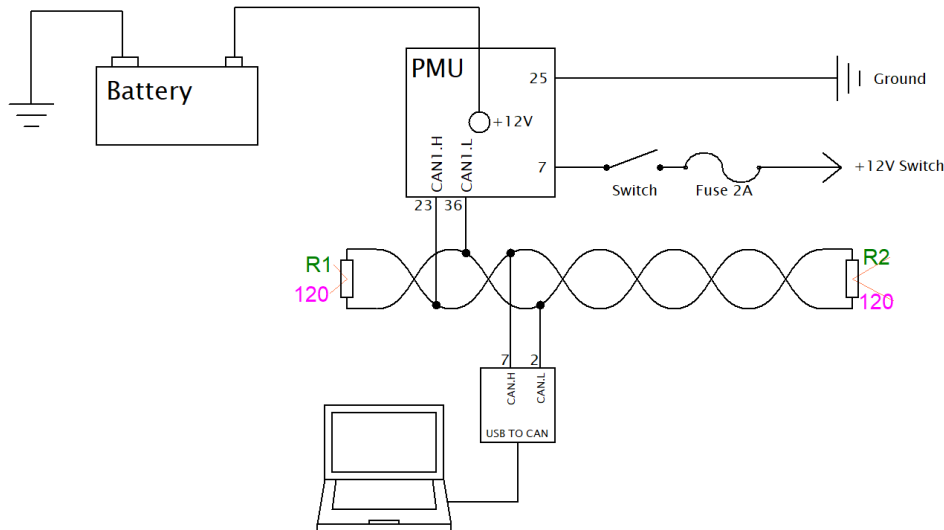 Battery
PMU
25
Ground
+12V
CAN1.H
CAN1.L
7
Switch
Fuse 2A
+12V Switch
23
36
R1
120
R2
120
7
2
CAN.H
CAN.L
USB TO CAN